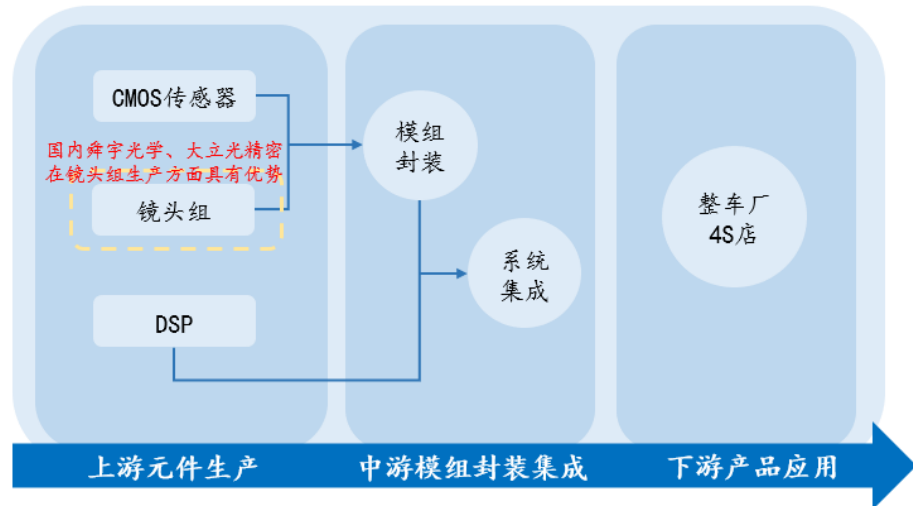 CMOS传感器
国内舜宇光学、大立光精密
在镜头组生产方面具有优势
镜头组
DSP
模组
封装
系统
集成
整车厂
4S店
上游元件生产
中游模组封装集成
下游产品应用